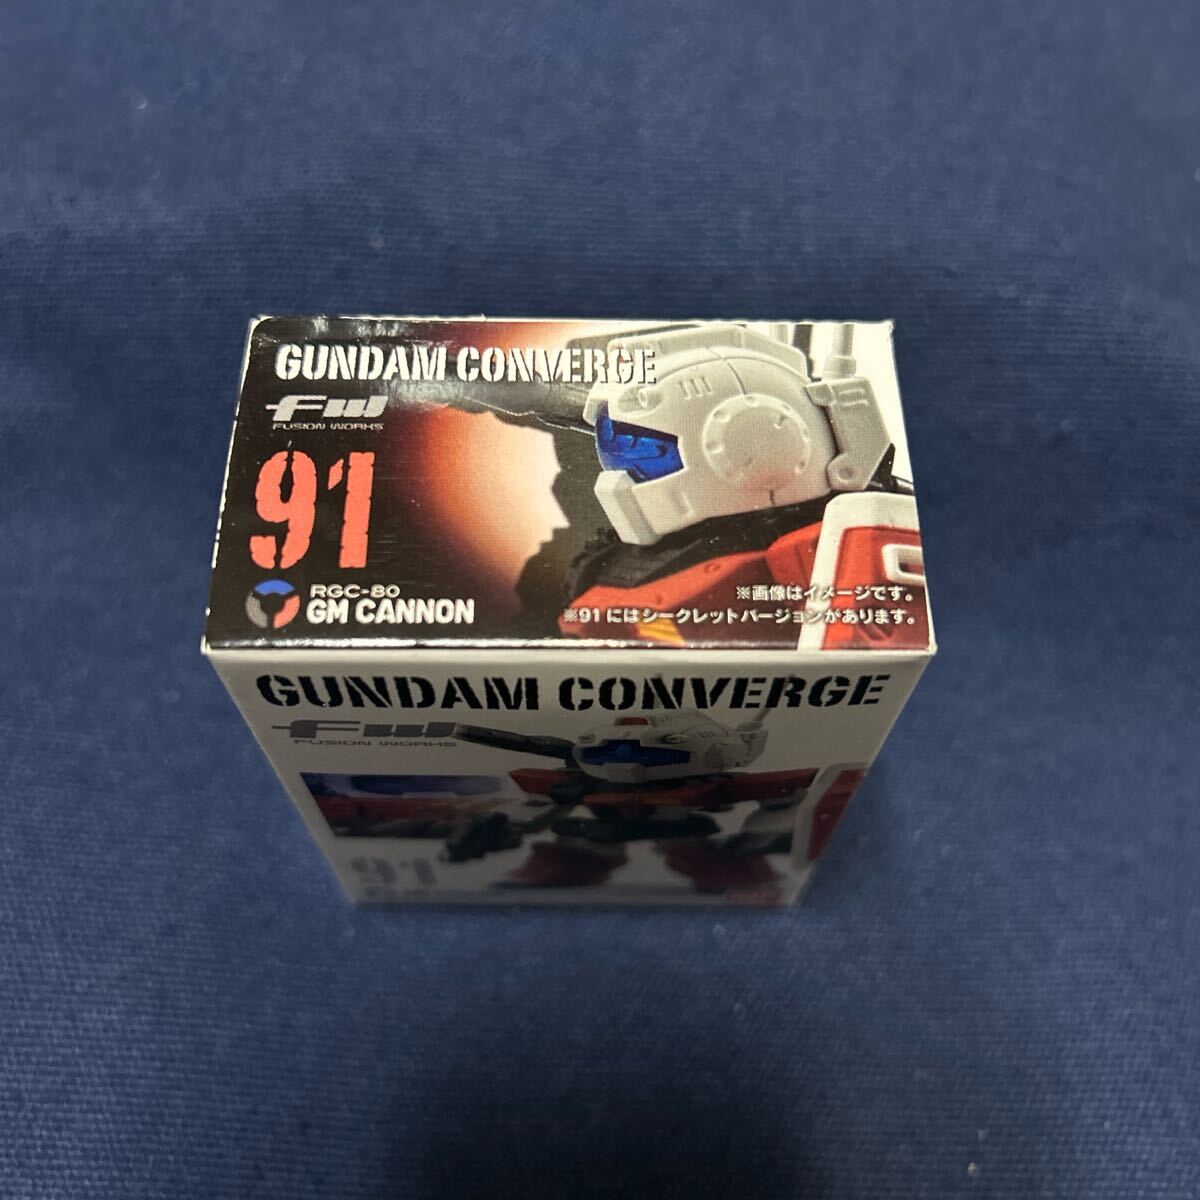 GUNDAM CONVERGE
FW
FUSION WORKS
91
RGC-80
GM CANNON
※画像はイメージです。
※91にはシークレットバージョンがあります。
GUNDAM CONVERGE
FW
FUSION WORKS
91